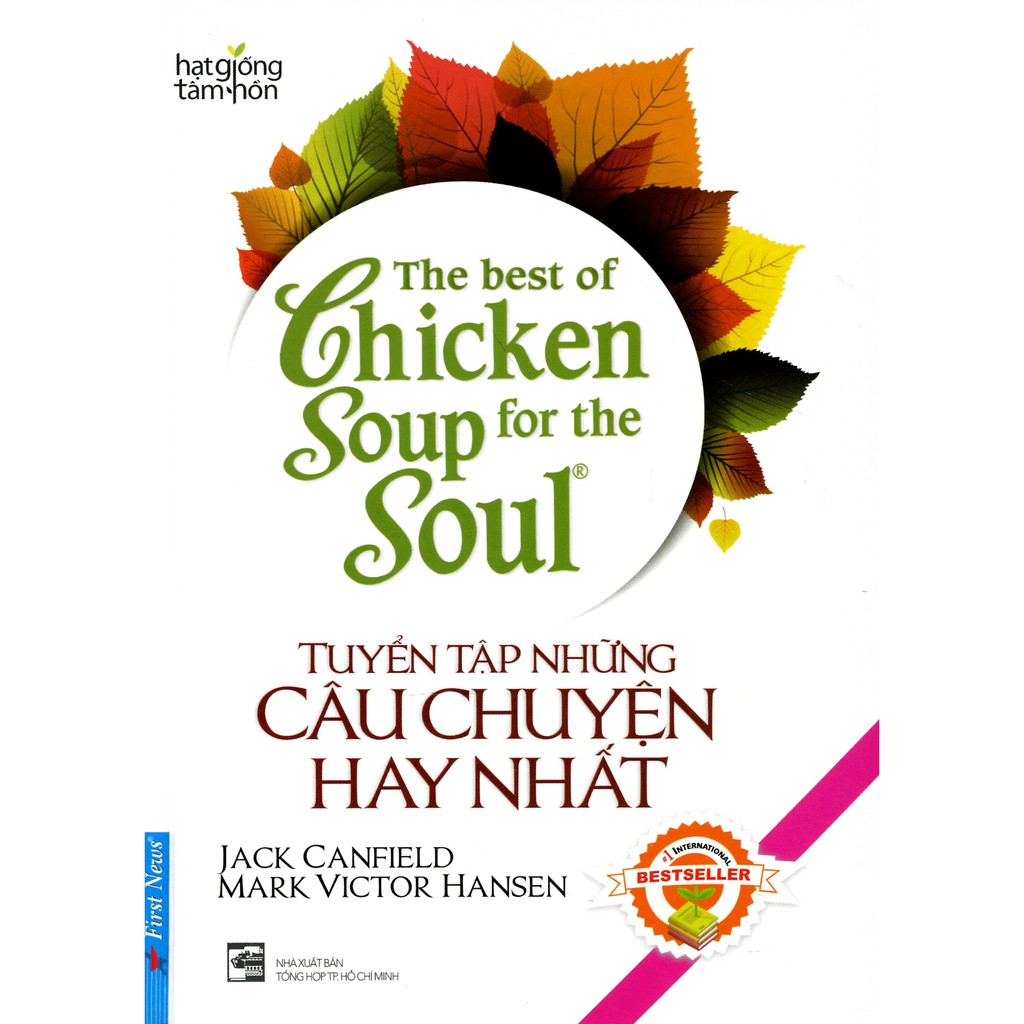 hạt giống
tâm hồn
The best of
Chicken
Soup for the
Soul®
TUYỂN TẬP NHỮNG
CÂU CHUYỆN
HAY NHẤT
JACK CANFIELD
MARK VICTOR HANSEN
#1 INTERNATIONAL
BESTSELLER
First News®
NHÀ XUẤT BẢN
TỔNG HỢP TP. HỒ CHÍ MINH